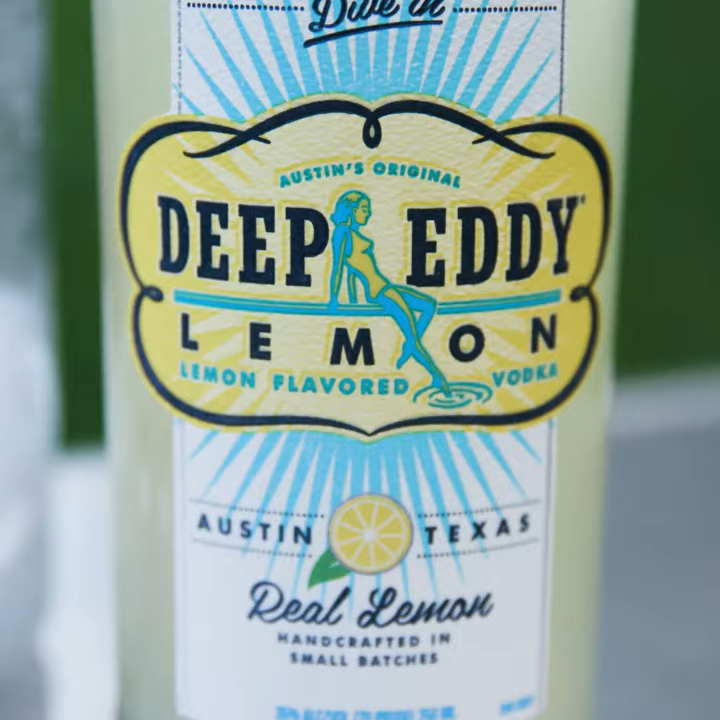 Dive in
AUSTIN'S ORIGINAL
DEEP EDDY
LEMON
LEMON FLAVORED VODKA
AUSTIN TEXAS
Real Lemon
HANDCRAFTED IN
SMALL BATCHES